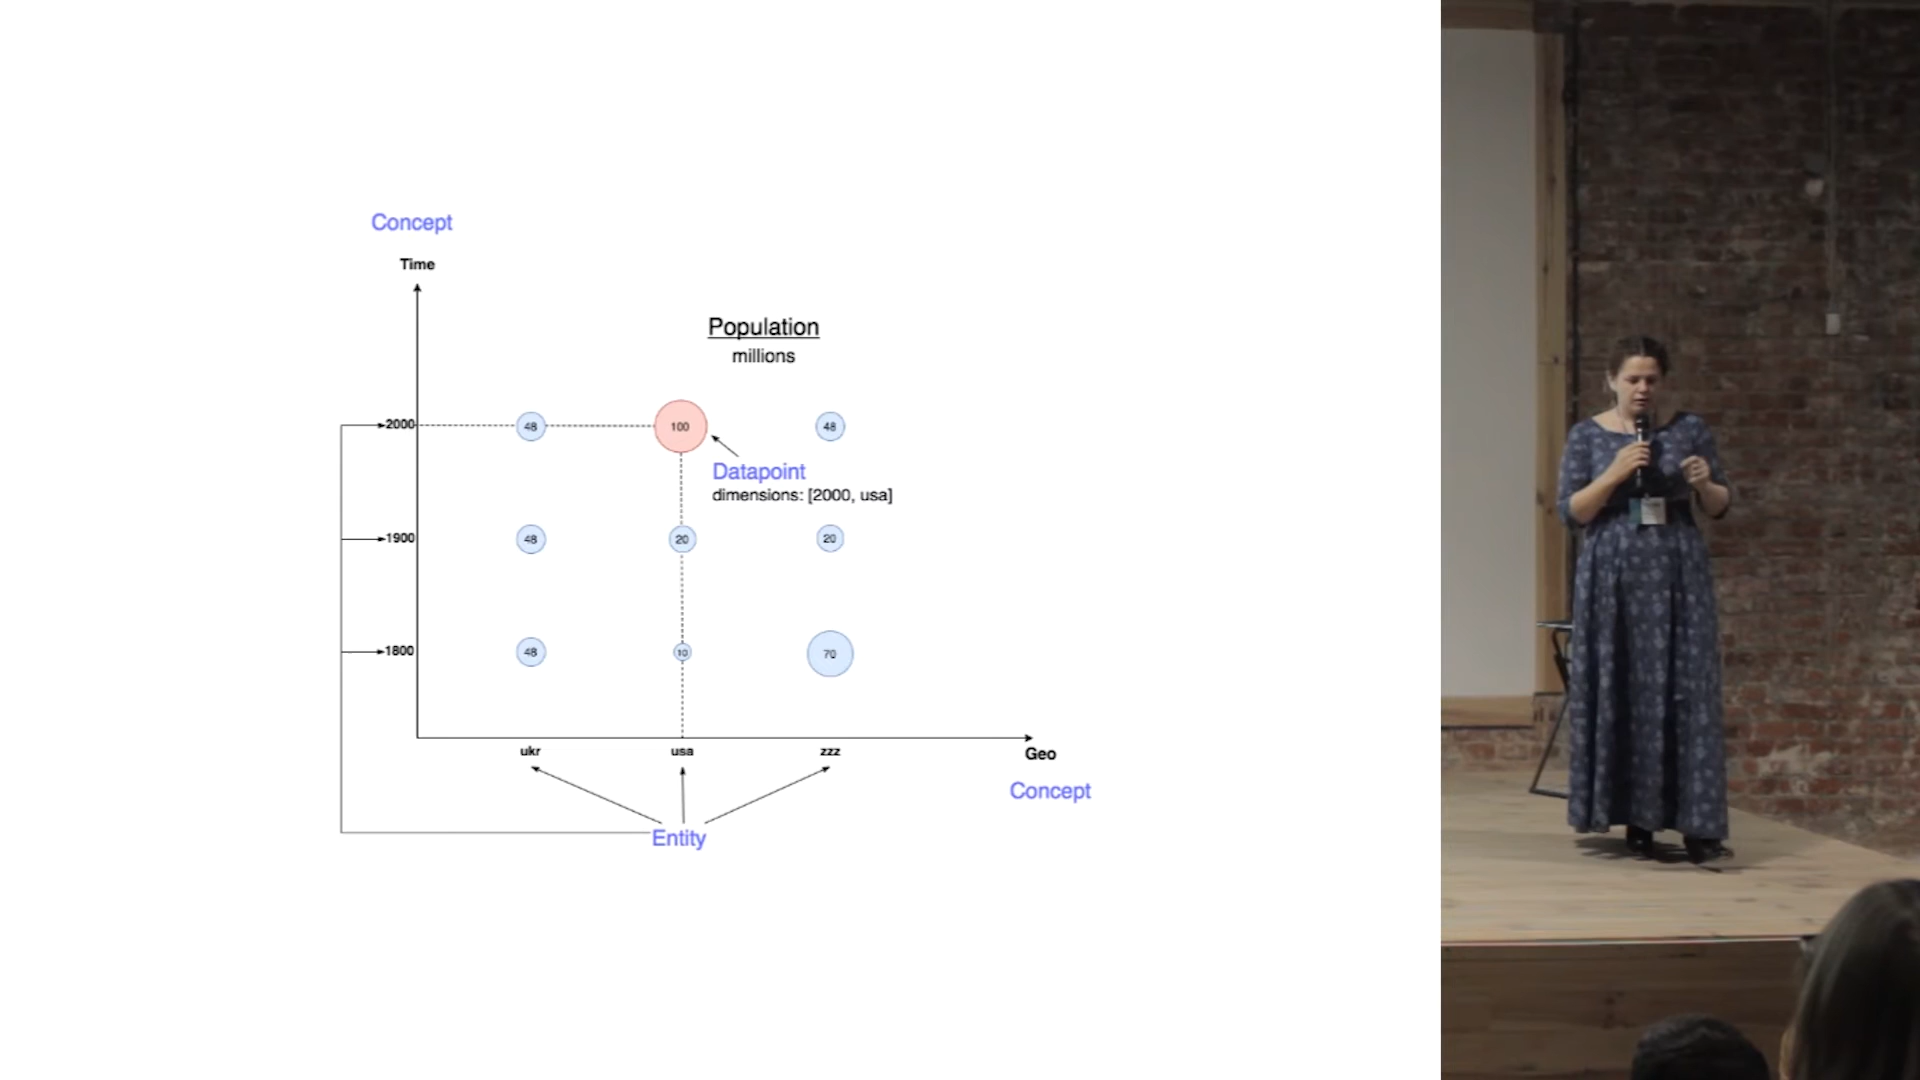 Concept
Time
Population
millions
2000
48
100
48
Datapoint
dimensions: [2000, usa]
1900
48
20
20
1800
48
10
70
ukr
usa
zzz
Geo
Concept
Entity